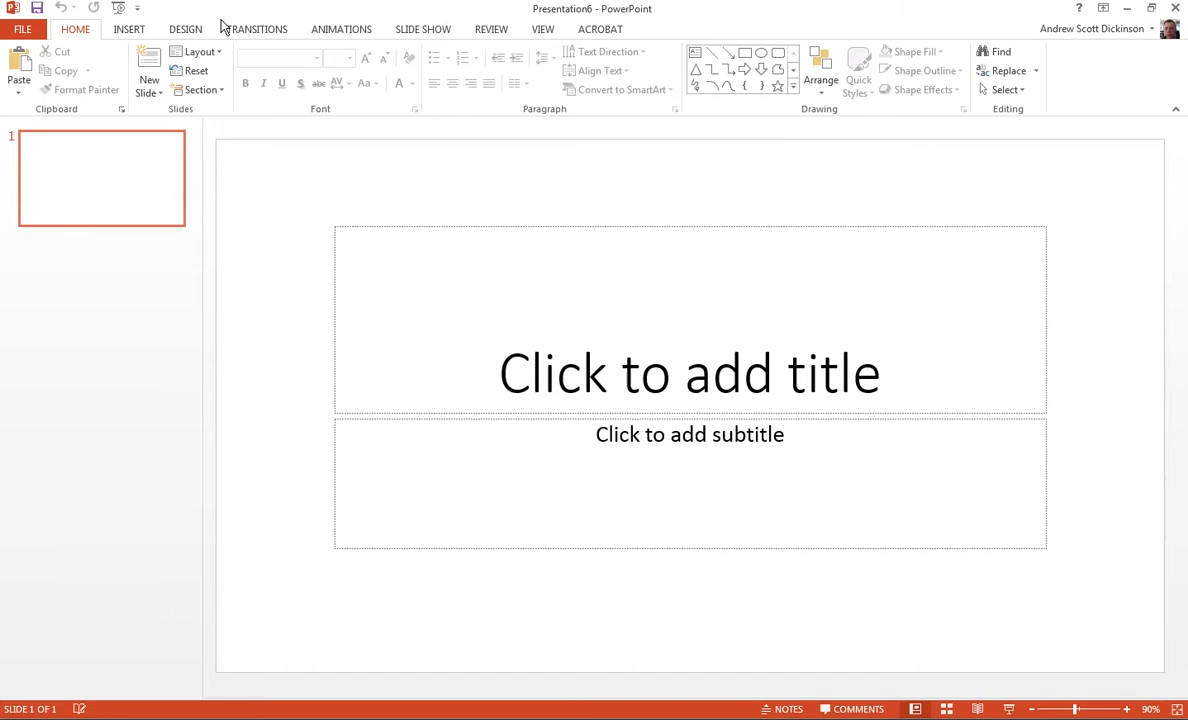 Presentation6 - PowerPoint
FILE HOME INSERT DESIGN TRANSITIONS ANIMATIONS SLIDE SHOW REVIEW VIEW ACROBAT Andrew Scott Dickinson
Paste Cut Copy Format Painter Clipboard
New Slide Layout Reset Section Slides
B I U S abc AV Aa A Font
Text Direction Align Text Convert to SmartArt Paragraph
Arrange Quick Styles Shape Fill Shape Outline Shape Effects Drawing
Find Replace Select Editing
1
Click to add title
Click to add subtitle
SLIDE 1 OF 1 NOTES COMMENTS 90%